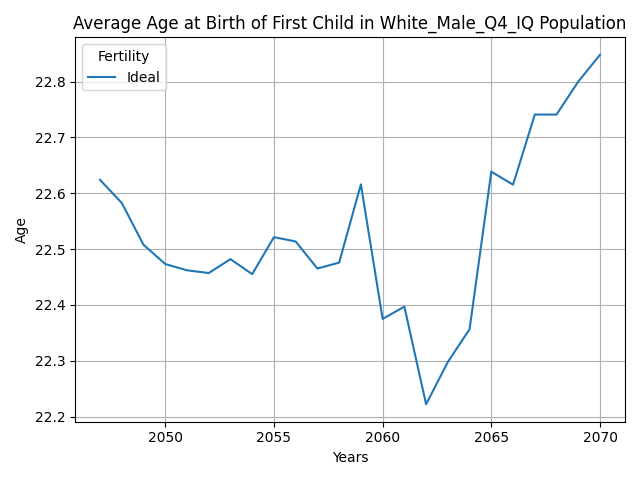 Average Age at Birth of First Child in White_Male_Q4_IQ Population
Fertility
Ideal
22.8
22.7
22.6
22.5
22.4
22.3
22.2
Age
2050 2055 2060 2065 2070
Years